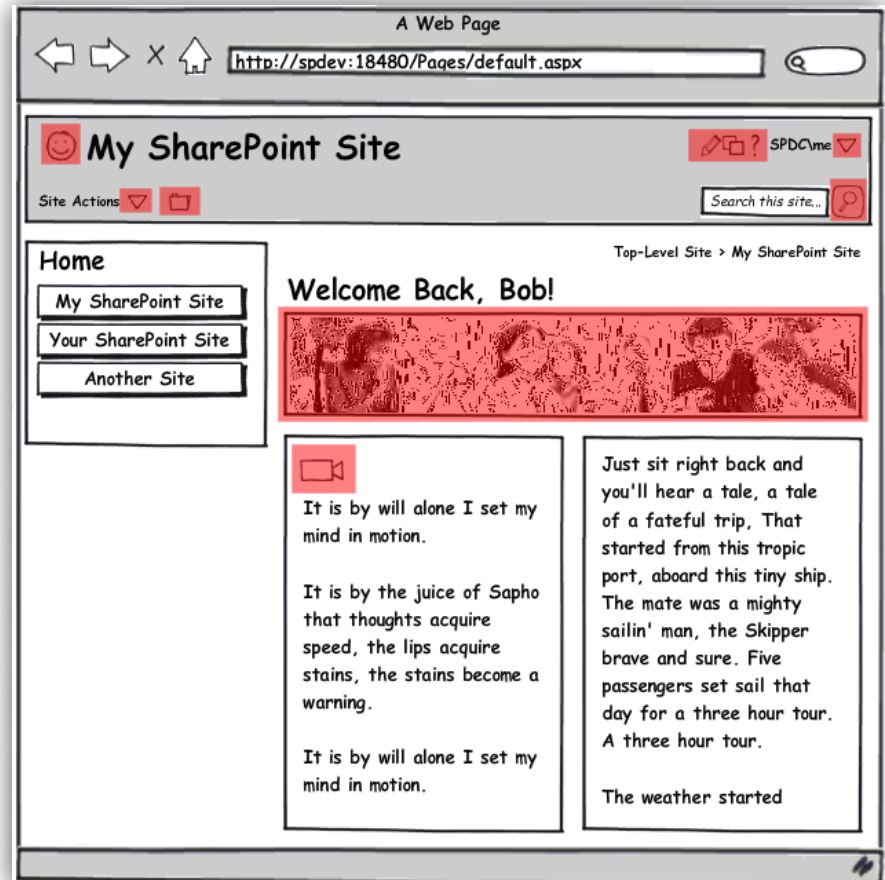 A Web Page
http://spdev:18480/Pages/default.aspx
My SharePoint Site
?
SPDC\me
Site Actions
Search this site...
Top-Level Site > My SharePoint Site
Home
My SharePoint Site
Your SharePoint Site
Another Site
Welcome Back, Bob!
It is by will alone I set my
mind in motion.
It is by the juice of Sapho
that thoughts acquire
speed, the lips acquire
stains, the stains become a
warning.
It is by will alone I set my
mind in motion.
Just sit right back and
you'll hear a tale, a tale
of a fateful trip, That
started from this tropic
port, aboard this tiny ship.
The mate was a mighty
sailin' man, the Skipper
brave and sure. Five
passengers set sail that
day for a three hour tour.
A three hour tour.
The weather started